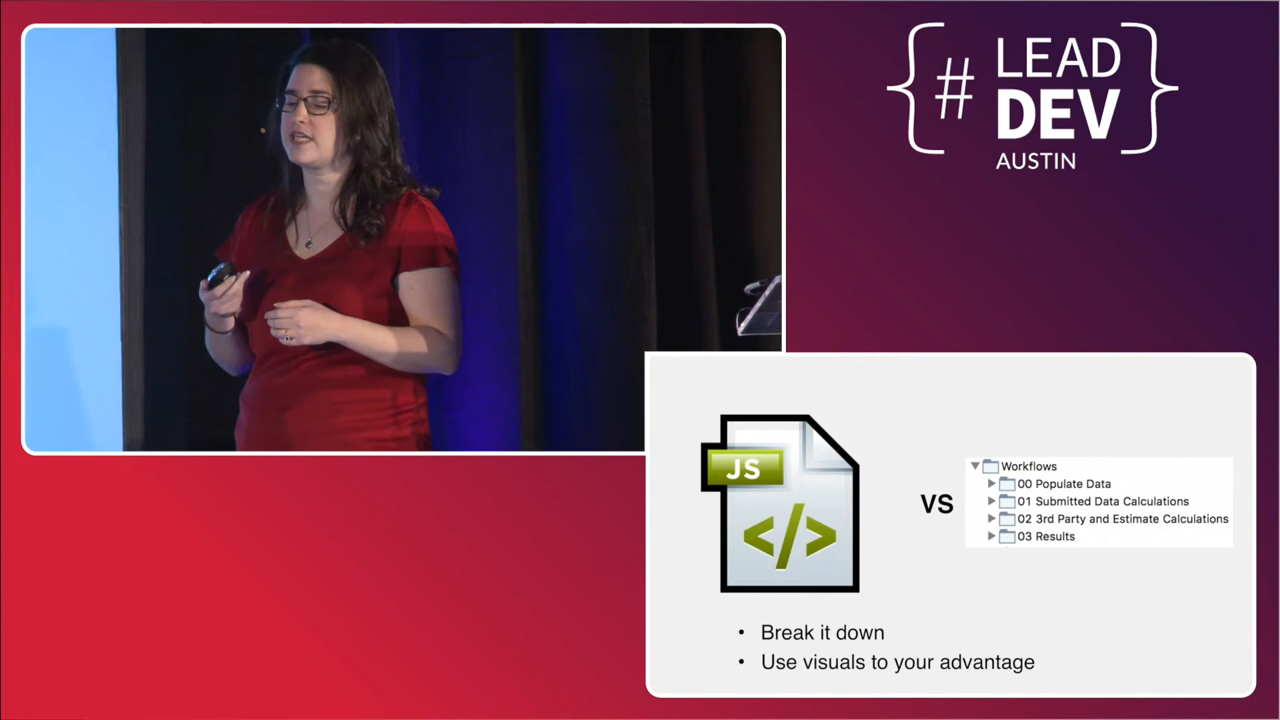 {#LEAD
DEV}
AUSTIN
JS
</>
VS
Workflows
00 Populate Data
01 Submitted Data Calculations
02 3rd Party and Estimate Calculations
03 Results
• Break it down
• Use visuals to your advantage